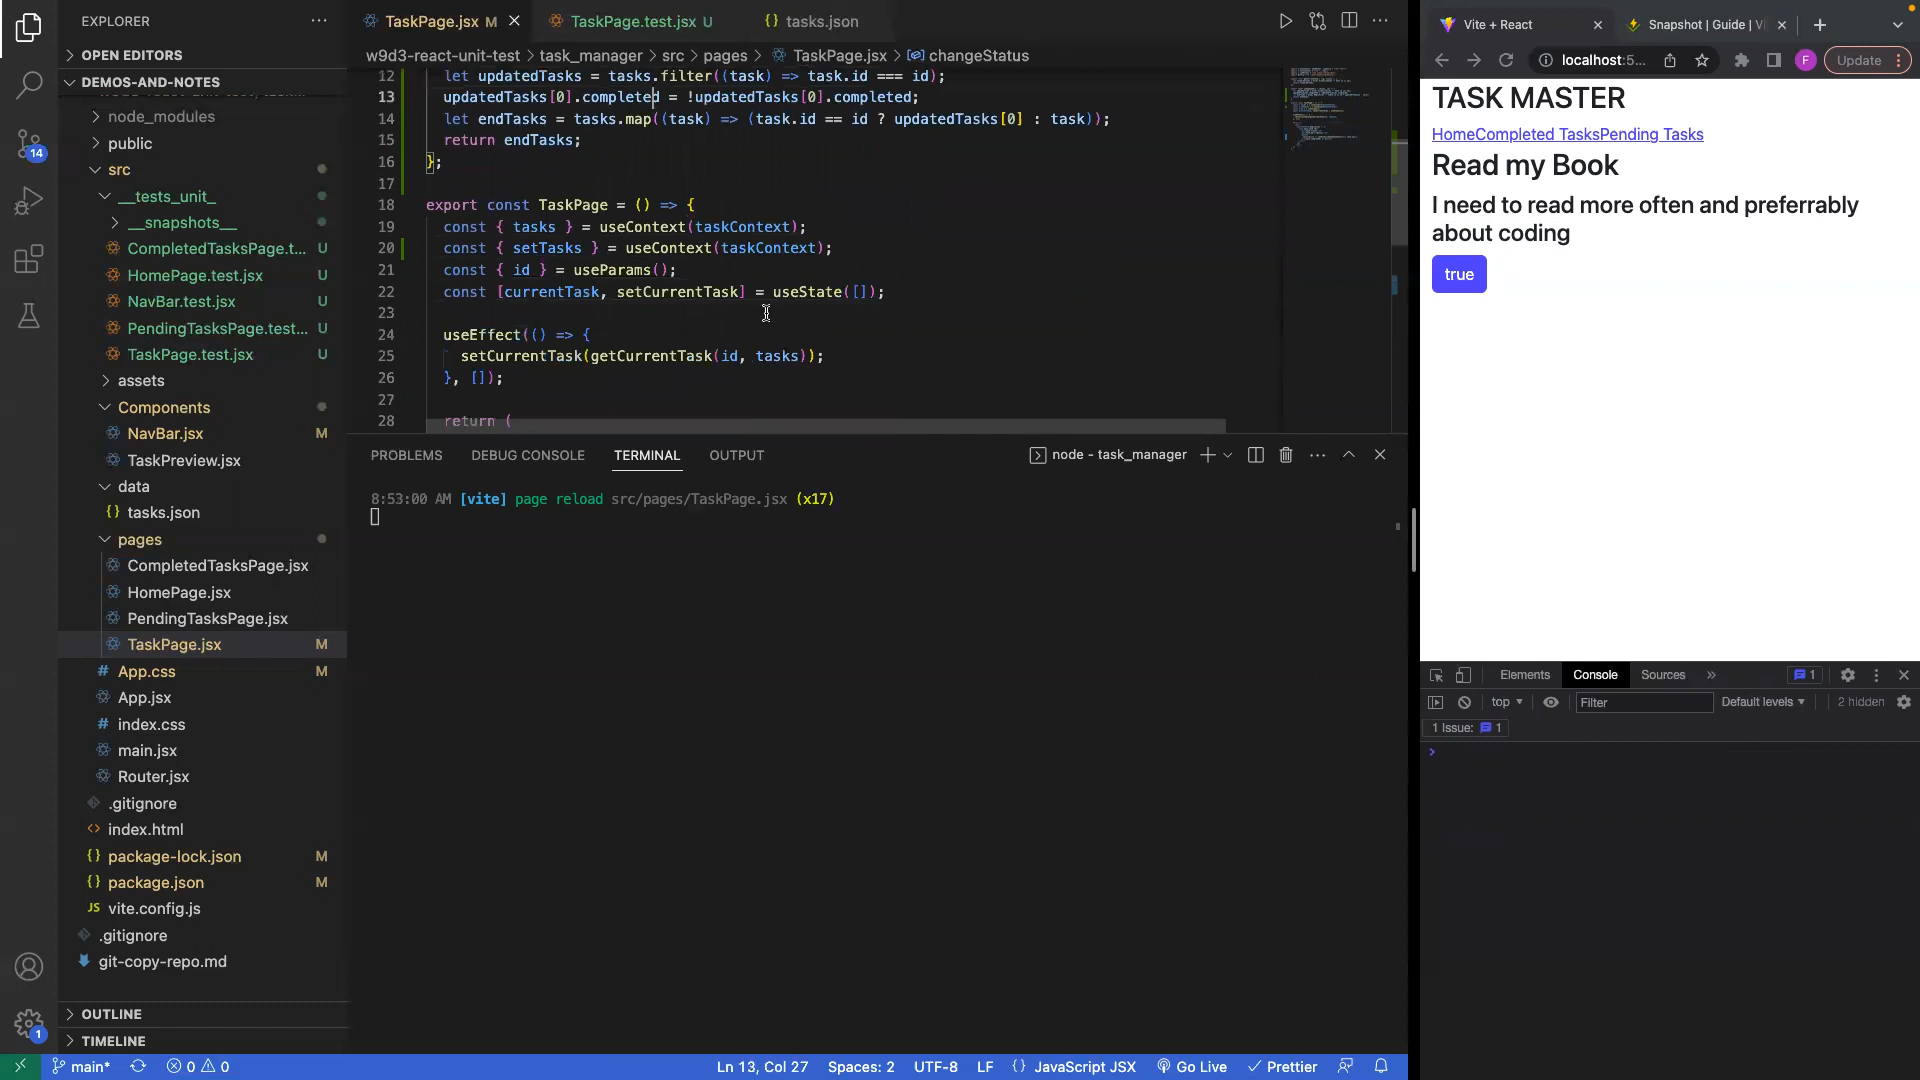 EXPLORER
OPEN EDITORS
DEMOS-AND-NOTES
node_modules
public
src
__tests_unit_
__snapshots__
CompletedTasksPage.t... U
HomePage.test.jsx U
NavBar.test.jsx U
PendingTasksPage.test... U
TaskPage.test.jsx U
assets
Components
NavBar.jsx M
TaskPreview.jsx
data
{} tasks.json
pages
CompletedTasksPage.jsx
HomePage.jsx
PendingTasksPage.jsx
TaskPage.jsx M
# App.css M
App.jsx
# index.css
main.jsx
Router.jsx
.gitignore
<> index.html
{} package-lock.json M
{} package.json M
JS vite.config.js
.gitignore
git-copy-repo.md
OUTLINE
TIMELINE
14
1
TaskPage.jsx M
TaskPage.test.jsx U
{} tasks.json
w9d3-react-unit-test > task_manager > src > pages > TaskPage.jsx > changeStatus
12 let updatedTasks = tasks.filter((task) => task.id === id);
13 updatedTasks[0].completed = !updatedTasks[0].completed;
14 let endTasks = tasks.map((task) => (task.id == id ? updatedTasks[0] : task));
15 return endTasks;
16 };
17
18 export const TaskPage = () => {
19 const { tasks } = useContext(taskContext);
20 const { setTasks } = useContext(taskContext);
21 const { id } = useParams();
22 const [currentTask, setCurrentTask] = useState([]);
23
24 useEffect(() => {
25 setCurrentTask(getCurrentTask(id, tasks));
26 }, []);
27
28 return (
PROBLEMS DEBUG CONSOLE TERMINAL OUTPUT
node - task_manager
8:53:00 AM [vite] page reload src/pages/TaskPage.jsx (x17)
main* 0 0 Ln 13, Col 27 Spaces: 2 UTF-8 LF {} JavaScript JSX Go Live Prettier
Vite + React
Snapshot | Guide | Vi
localhost:5...
F
Update
TASK MASTER
HomeCompleted TasksPending Tasks
Read my Book
I need to read more often and preferrably
about coding
true
Elements Console Sources » 1
top Filter Default levels 2 hidden
1 Issue: 1
>